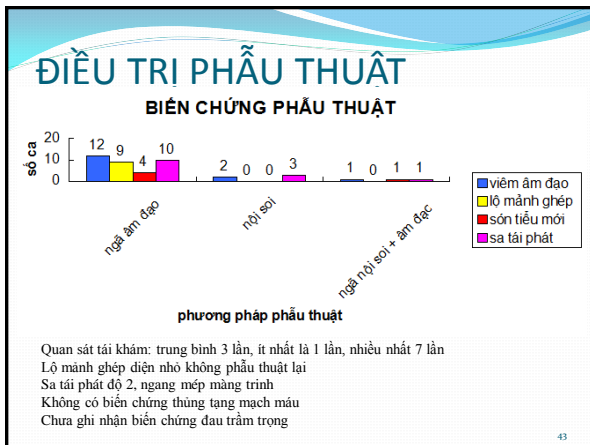 ĐIỀU TRỊ PHẪU THUẬT
BIẾN CHỨNG PHẪU THUẬT
số ca
20
10
0
12 9 4 10
2 0 0 3
1 0 1 1
ngã âm đạo
nội soi
ngã nội soi + âm đạc
phương pháp phẫu thuật
viêm âm đạo
lộ mảnh ghép
són tiểu mới
sa tái phát
Quan sát tái khám: trung bình 3 lần, ít nhất là 1 lần, nhiều nhất 7 lần
Lộ mảnh ghép diện nhỏ không phẫu thuật lại
Sa tái phát độ 2, ngang mép màng trinh
Không có biến chứng thủng tạng mạch máu
Chưa ghi nhận biến chứng đau trầm trọng
43